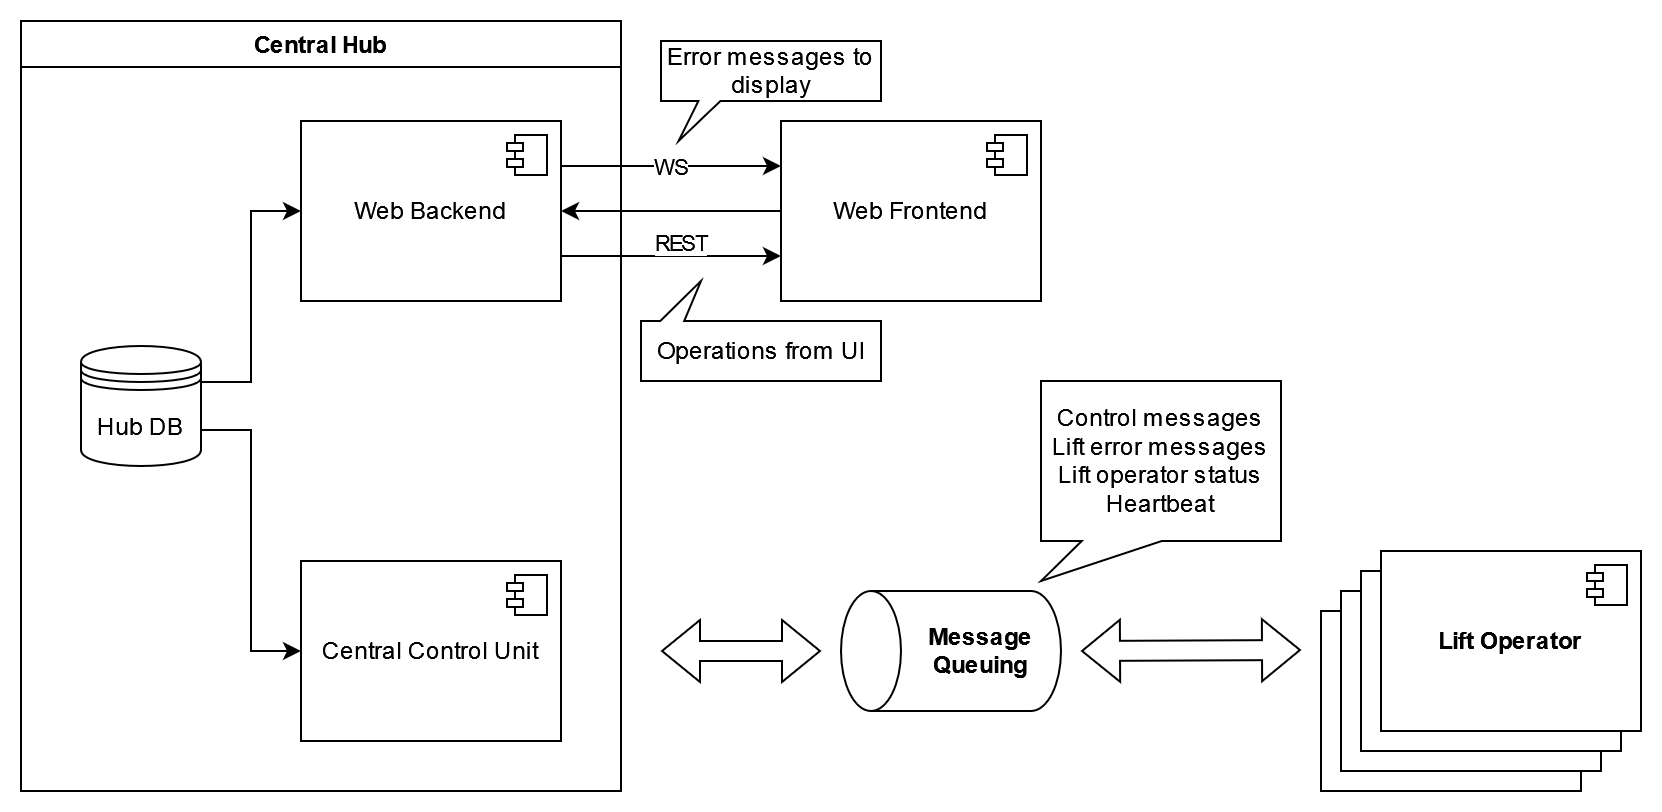 Central Hub
Error messages to
display
WS
Web Backend
Web Frontend
REST
Operations from UI
Hub DB
Control messages
Lift error messages
Lift operator status
Heartbeat
Central Control Unit
Message
Queuing
Lift Operator